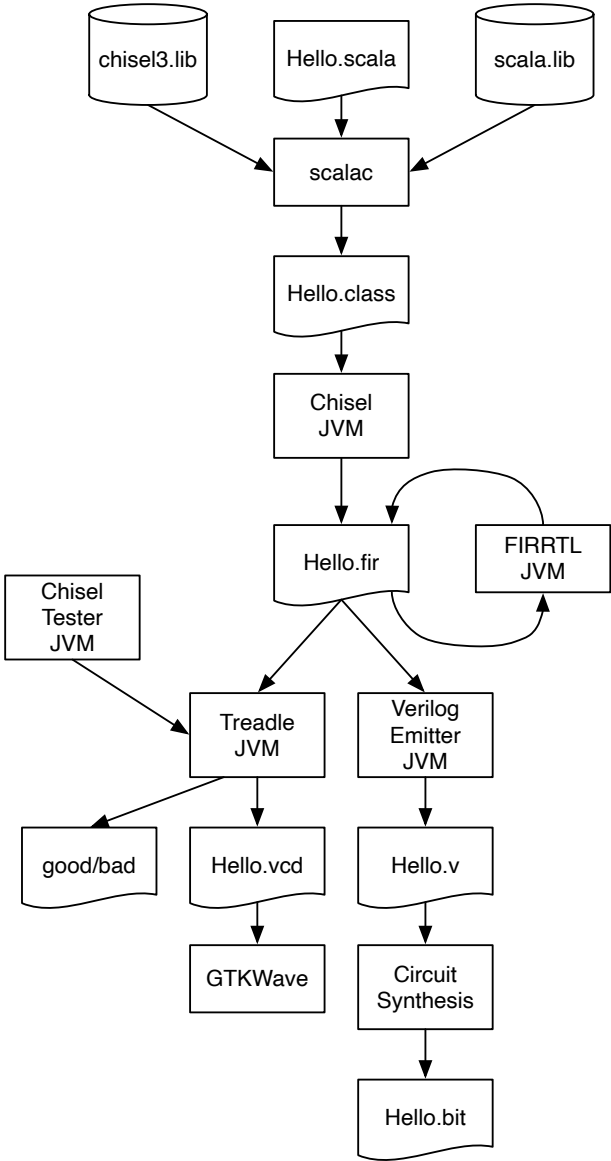 chisel3.lib
Hello.scala
scala.lib
scalac
Hello.class
Chisel
JVM
Hello.fir
FIRRTL
JVM
Chisel
Tester
JVM
Treadle
JVM
Verilog
Emitter
JVM
good/bad
Hello.vcd
Hello.v
GTKWave
Circuit
Synthesis
Hello.bit